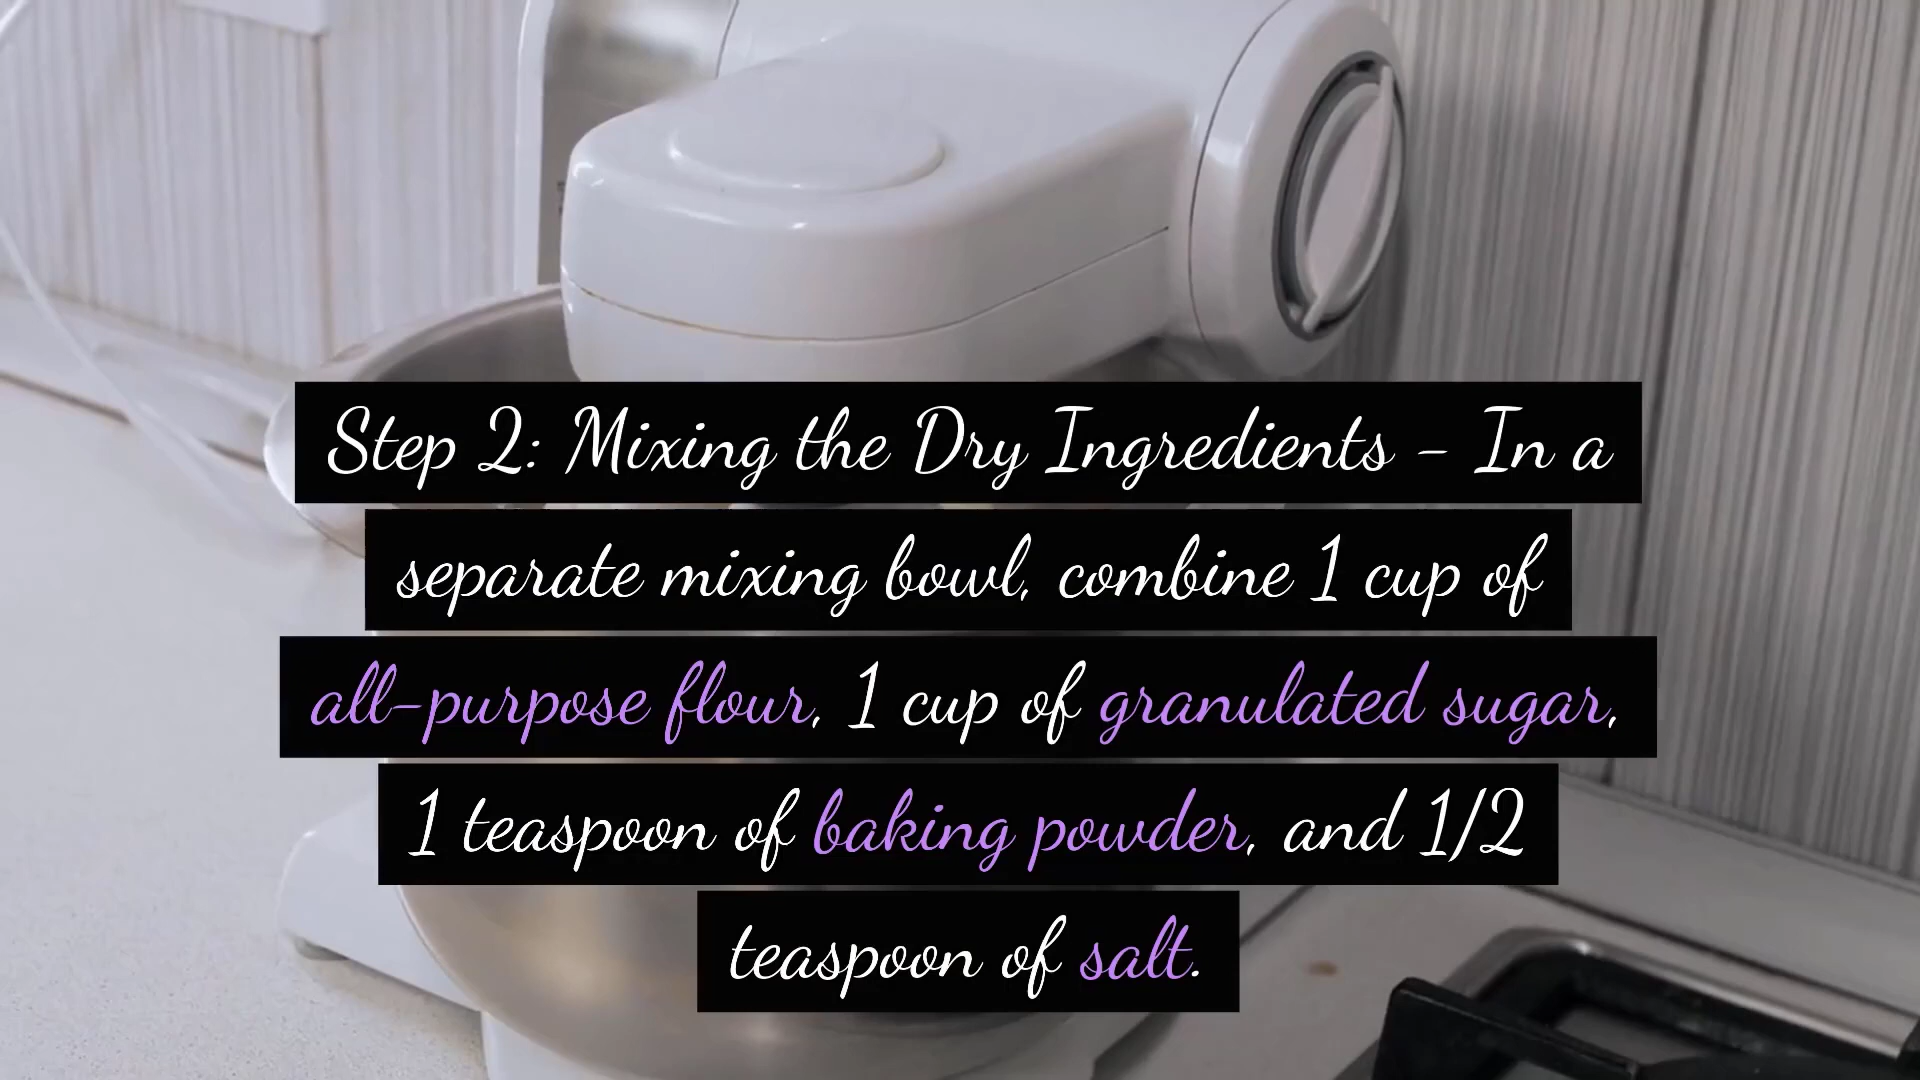 Step 2: Mixing the Dry Ingredients - In a
separate mixing bowl, combine 1 cup of
all-purpose flour, 1 cup of granulated sugar,
1 teaspoon of baking powder, and 1/2
teaspoon of salt.